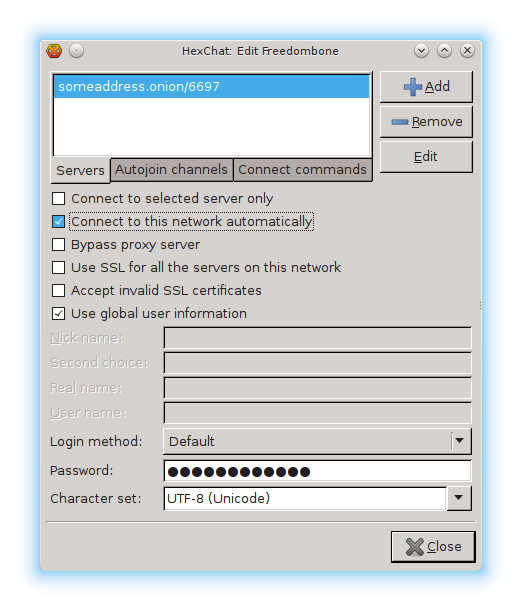 HexChat: Edit Freedombone
someaddress.onion/6697
Add
Remove
Edit
Servers Autojoin channels Connect commands
Connect to selected server only
Connect to this network automatically
Bypass proxy server
Use SSL for all the servers on this network
Accept invalid SSL certificates
Use global user information
Nick name:
Second choice:
Real name:
User name:
Login method: Default
Password: ●●●●●●●●●●●●
Character set: UTF-8 (Unicode)
Close